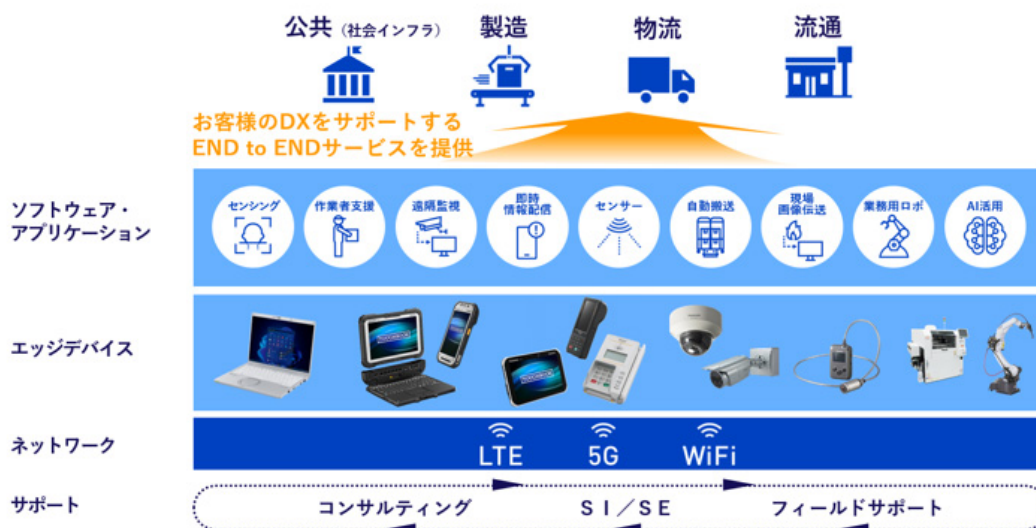 公共（社会インフラ） 製造 物流 流通
お客様のDXをサポートする
END to ENDサービスを提供
ソフトウェア・
アプリケーション
センシング
作業者支援
遠隔監視
即時
情報配信
センサー
自動搬送
現場
画像伝送
業務用ロボ
AI活用
エッジデバイス
ネットワーク
LTE 5G WiFi
サポート
コンサルティング SI／SE フィールドサポート